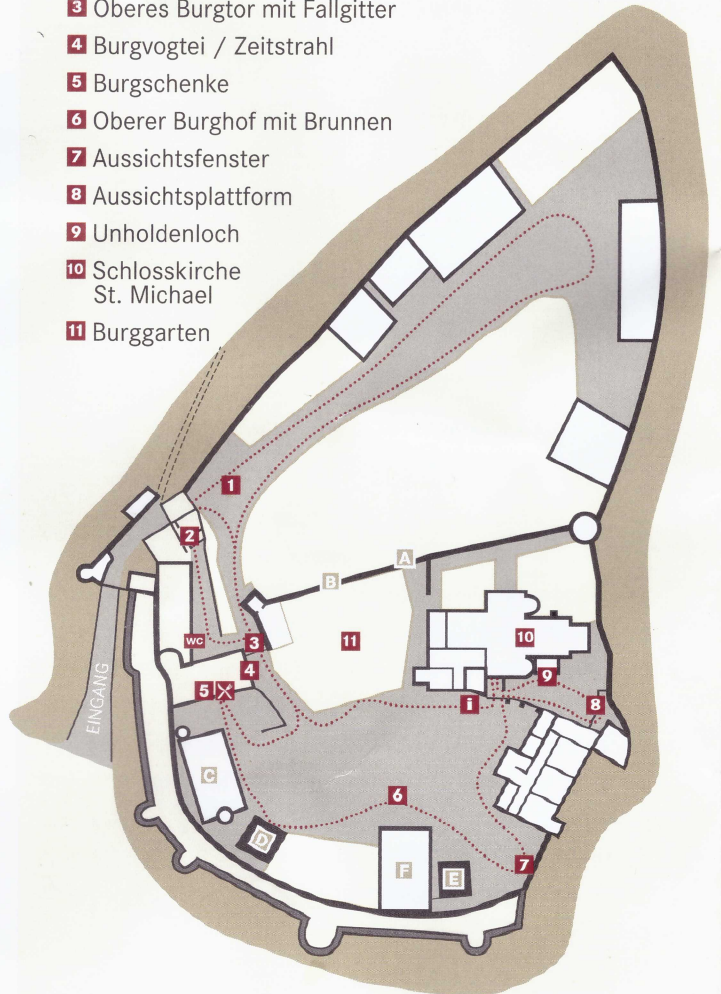 3 Oberes Burgtor mit Fallgitter
4 Burgvogtei / Zeitstrahl
5 Burgschenke
6 Oberer Burghof mit Brunnen
7 Aussichtsfenster
8 Aussichtsplattform
9 Unholdenloch
10 Schlosskirche
St. Michael
11 Burggarten
1
2
A
B
WC
3
11
10
4
9
5
i
8
EINGANG
C
6
D
F
E
7